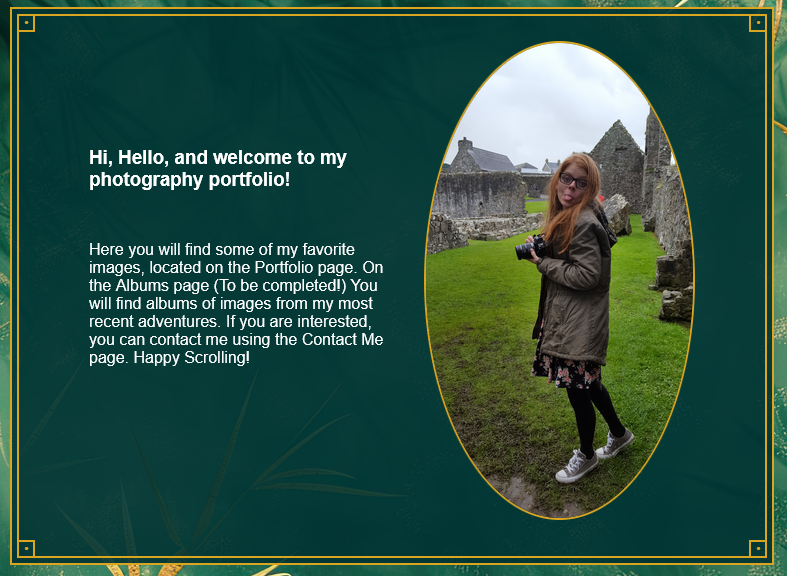 Hi, Hello, and welcome to my
photography portfolio!
Here you will find some of my favorite
images, located on the Portfolio page. On
the Albums page (To be completed!) You
will find albums of images from my most
recent adventures. If you are interested,
you can contact me using the Contact Me
page. Happy Scrolling!